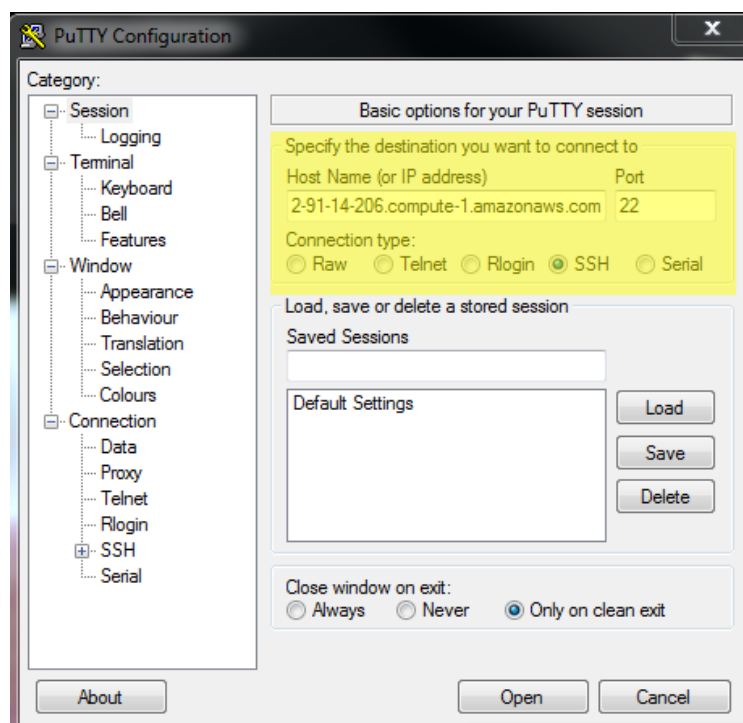 PuTTY Configuration
x
Category:
Session
Logging
Terminal
Keyboard
Bell
Features
Window
Appearance
Behaviour
Translation
Selection
Colours
Connection
Data
Proxy
Telnet
Rlogin
SSH
Serial
Basic options for your PuTTY session
Specify the destination you want to connect to
Host Name (or IP address) Port
2-91-14-206.compute-1.amazonaws.com 22
Connection type:
Raw Telnet Rlogin SSH Serial
Load, save or delete a stored session
Saved Sessions
Default Settings
Load
Save
Delete
Close window on exit:
Always Never Only on clean exit
About Open Cancel